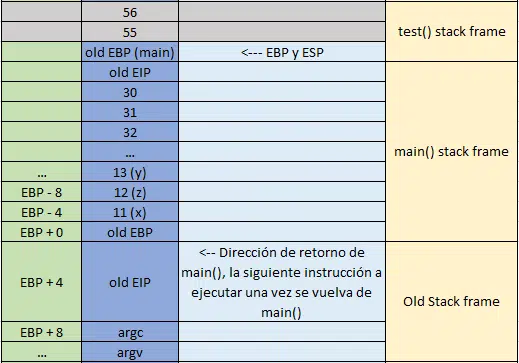 56
55
test() stack frame
old EBP (main)
<--- EBP y ESP
old EIP
30
31
32
...
main() stack frame
... 13 (y)
EBP - 8 12 (z)
EBP - 4 11 (x)
EBP + 0 old EBP
EBP + 4 old EIP
<-- Dirección de retorno de
main(), la siguiente instrucción a
ejecutar una vez se vuelva de
main()
Old Stack frame
EBP + 8 argc
... argv